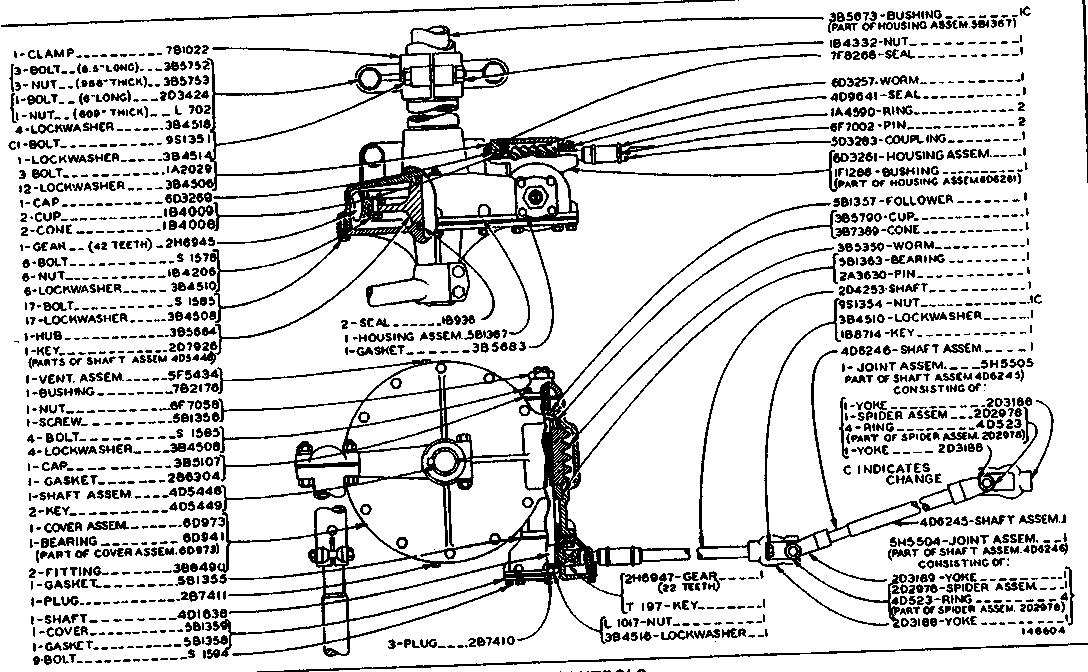 1-CLAMP 7B1022
3-BOLT (8.5" LONG) 3B5752
3-NUT (.968" THICK) 3B5753
1-BOLT (6" LONG) 2D3424
1-NUT (.609" THICK) L 702
4-LOCKWASHER 3B4518
C1-BOLT 9S1351
1-LOCKWASHER 3B4514
3 BOLT 1A2029
12-LOCKWASHER 3B4506
1-CAP 6D3269
2-CUP 1B4009
2-CONE 1B4008
1-GEAR (42 TEETH) 2H6945
6-BOLT S 1576
6-NUT 1B4206
6-LOCKWASHER 3B4510
17-BOLT S 1585
17-LOCKWASHER 3B4508
1-HUB 3B5664
1-KEY 2D7926
(PARTS OF SHAFT ASSEM 4D5446)
1-VENT. ASSEM. 5F5434
1-BUSHING 7B2176
1-NUT 6F7058
1-SCREW 5B1356
4-BOLT S 1585
4-LOCKWASHER 3B4508
1-CAP 3B5107
1-GASKET 2B6304
1-SHAFT ASSEM 4D5446
2-KEY 4D5449
1-COVER ASSEM. 6D973
1-BEARING 6D941
(PART OF COVER ASSEM. 6D973)
2-FITTING 3B8490
1-GASKET 5B1355
1-PLUG 2B7411
1-SHAFT 4D1638
1-COVER 5B1359
1-GASKET 5B1358
9-BOLT S 1594
2-SEAL 1B936
1-HOUSING ASSEM. 5B1367
1-GASKET 3B5683
3-PLUG 2B7410
2H6947-GEAR 1
(22 TEETH)
T 197-KEY 1
L 1017-NUT 1
3B4518-LOCKWASHER 1
3B5673-BUSHING 1C
(PART OF HOUSING ASSEM. 5B1367)
1B4332-NUT 1
7F8268-SEAL 1
6D3257-WORM 1
4D9641-SEAL 1
1A4590-RING 2
6F7002-PIN 2
5D3283-COUPLING 1
6D3261-HOUSING ASSEM. 1
1F1266-BUSHING 1
(PART OF HOUSING ASSEM 6D3261)
5B1357-FOLLOWER 1
3B5790-CUP 1
3B7369-CONE 1
3B5350-WORM 1
5B1363-BEARING 1
2A3630-PIN 1
2D4253-SHAFT 1
9S1354-NUT 1C
3B4510-LOCKWASHER 1
1B8714-KEY 1
4D6246-SHAFT ASSEM. 1
1-JOINT ASSEM. 5H5505
PART OF SHAFT ASSEM 4D6245)
CONSISTING OF:
1-YOKE 2D3188
1-SPIDER ASSEM 2D2976
4-RING 4D523
(PART OF SPIDER ASSEM. 2D2976)
1-YOKE 2D3188
C INDICATES
CHANGE
4D6245-SHAFT ASSEM. 1
5H5504-JOINT ASSEM. 1
(PART OF SHAFT ASSEM. 4D6246)
CONSISTING OF:
2D3189-YOKE 1
2D2976-SPIDER ASSEM. 1
4D523-RING 4
(PART OF SPIDER ASSEM. 2D2976)
2D3188-YOKE 1
146604